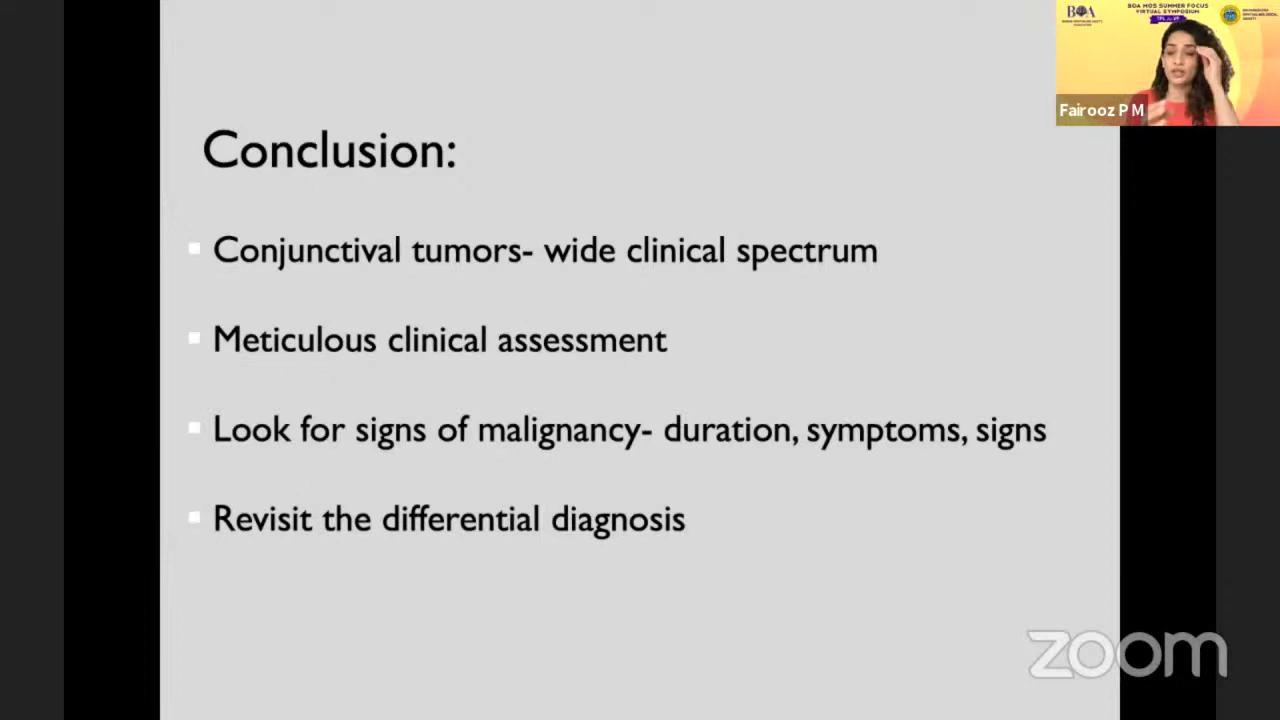 BOA
BOA MOS SUMMER FOCUS
VIRTUAL SYMPOSIUM
Fairooz P M
Conclusion:
Conjunctival tumors- wide clinical spectrum
Meticulous clinical assessment
Look for signs of malignancy- duration, symptoms, signs
Revisit the differential diagnosis
zoom